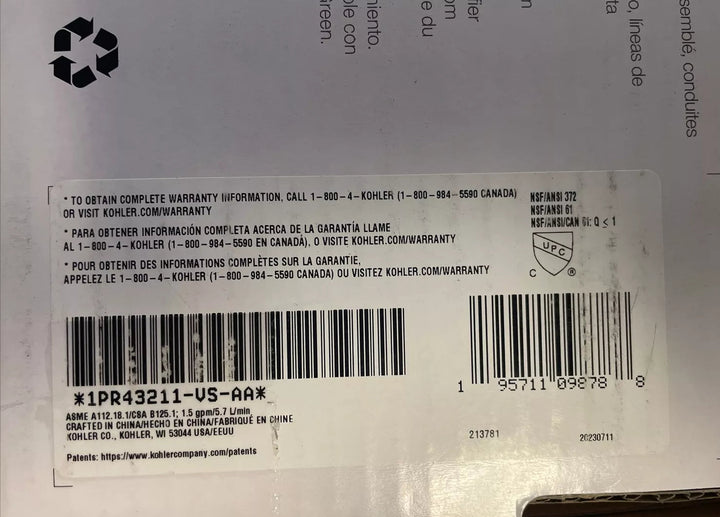 miento.
ble con
Green.
om
e du
fier
n
o, líneas de
ta
semblé, conduites
* TO OBTAIN COMPLETE WARRANTY INFORMATION, CALL 1-800-4-KOHLER (1-800-984-5590 CANADA)
OR VISIT KOHLER.COM/WARRANTY
* PARA OBTENER INFORMACIÓN COMPLETA ACERCA DE LA GARANTÍA LLAME
AL 1-800-4-KOHLER (1-800-984-5590 EN CANADÁ), O VISITE KOHLER.COM/WARRANTY
* POUR OBTENIR DES INFORMATIONS COMPLÈTES SUR LA GARANTIE,
APPELEZ LE 1-800-4-KOHLER (1-800-984-5590 CANADA) OU VISITEZ KOHLER.COM/WARRANTY
NSF/ANSI 372
NSF/ANSI 61
NSF/ANSI/CAN 61: Q ≤ 1
UPC
C ®
*1PR43211-VS-AA*
ASME A112.18.1/CSA B125.1; 1.5 gpm/5.7 L/min
CRAFTED IN CHINA/HECHO EN CHINA/FABRIQUÉ EN CHINE
KOHLER CO., KOHLER, WI 53044 USA/EEUU
Patents: https://www.kohlercompany.com/patents
1 95711 09878 8
213781
20230711